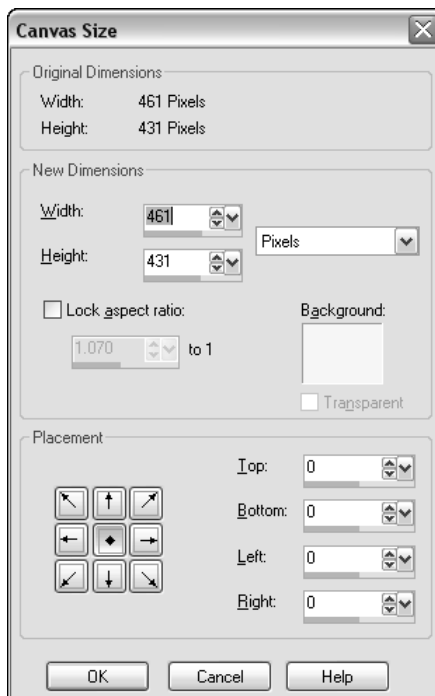 Canvas Size
Original Dimensions
Width: 461 Pixels
Height: 431 Pixels
New Dimensions
Width: 461
Pixels
Height: 431
Lock aspect ratio:
Background:
1.070 to 1
Transparent
Placement
Top: 0
Bottom: 0
Left: 0
Right: 0
OK Cancel Help